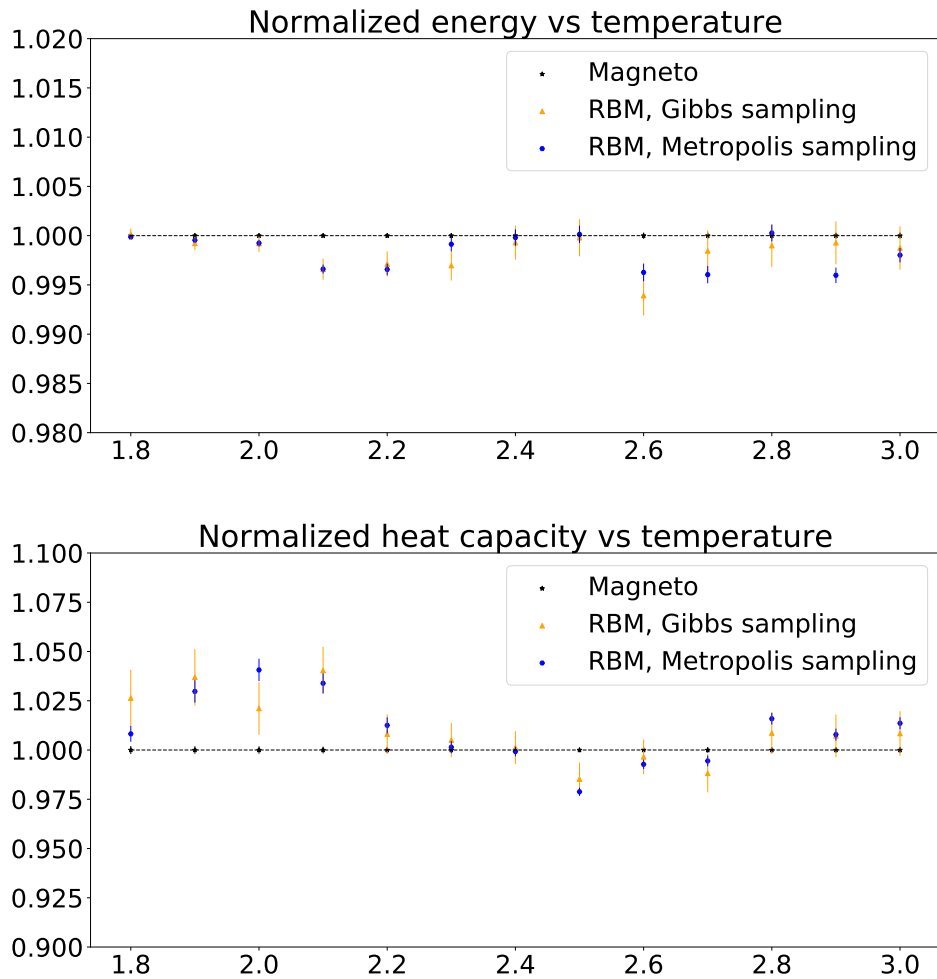 Normalized energy vs temperature
1.020
1.015
1.010
1.005
1.000
0.995
0.990
0.985
0.980
Magneto
RBM, Gibbs sampling
RBM, Metropolis sampling
1.8 2.0 2.2 2.4 2.6 2.8 3.0
Normalized heat capacity vs temperature
1.100
1.075
1.050
1.025
1.000
0.975
0.950
0.925
0.900
Magneto
RBM, Gibbs sampling
RBM, Metropolis sampling
1.8 2.0 2.2 2.4 2.6 2.8 3.0